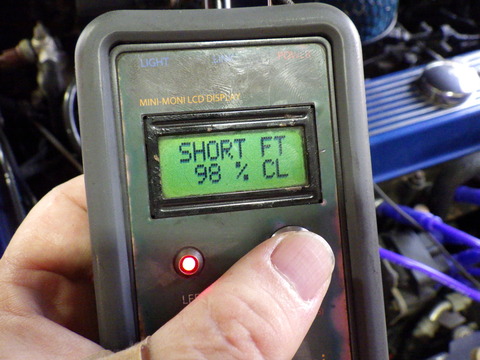 LIGHT
MINI-MONI LCD DISPLAY
SHORT FT
98 % CL